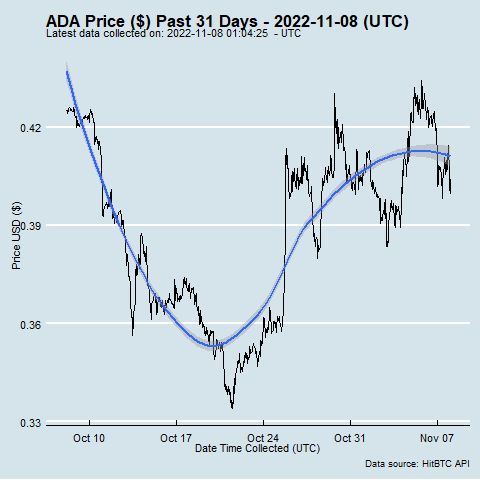 ADA Price ($) Past 31 Days - 2022-11-08 (UTC)
Latest data collected on: 2022-11-08 01:04:25  - UTC
Price USD ($)
0.42
0.39
0.36
0.33
Oct 10
Oct 17
Oct 24
Oct 31
Nov 07
Date Time Collected (UTC)
Data source: HitBTC API